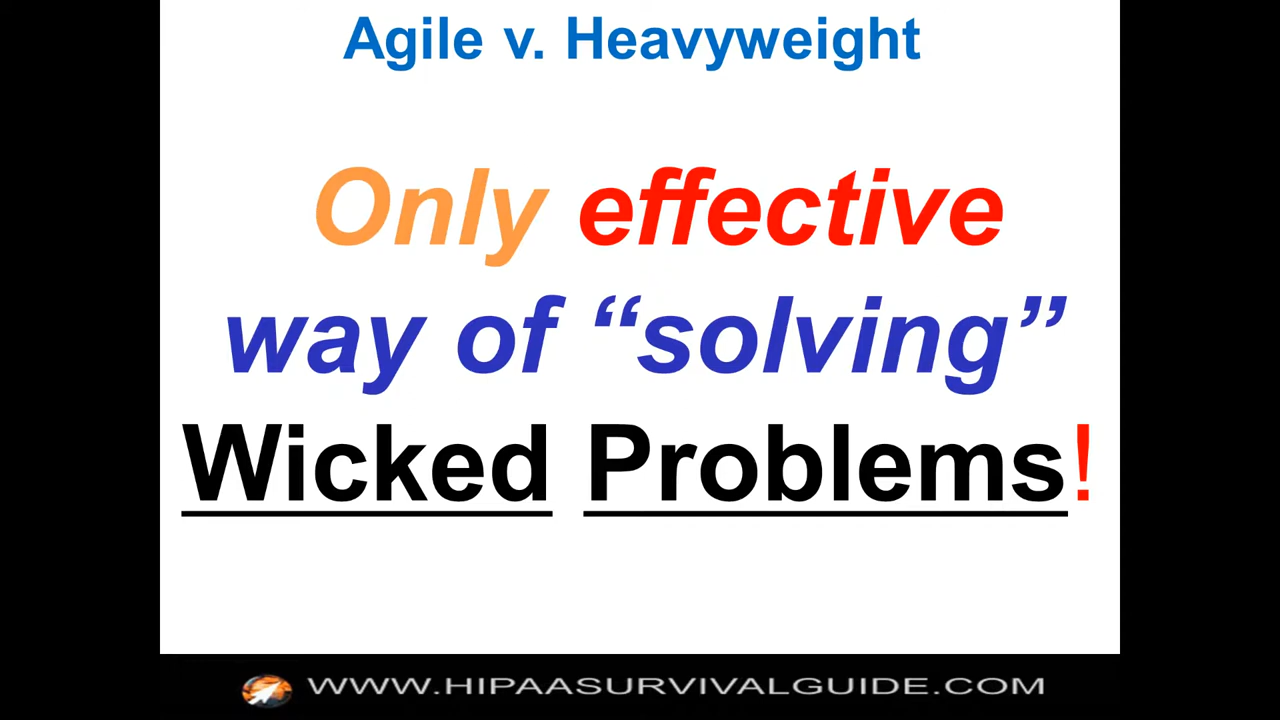 Agile v. Heavyweight
Only effective
way of “solving”
Wicked Problems!
WWW.HIPAASURVIVALGUIDE.COM